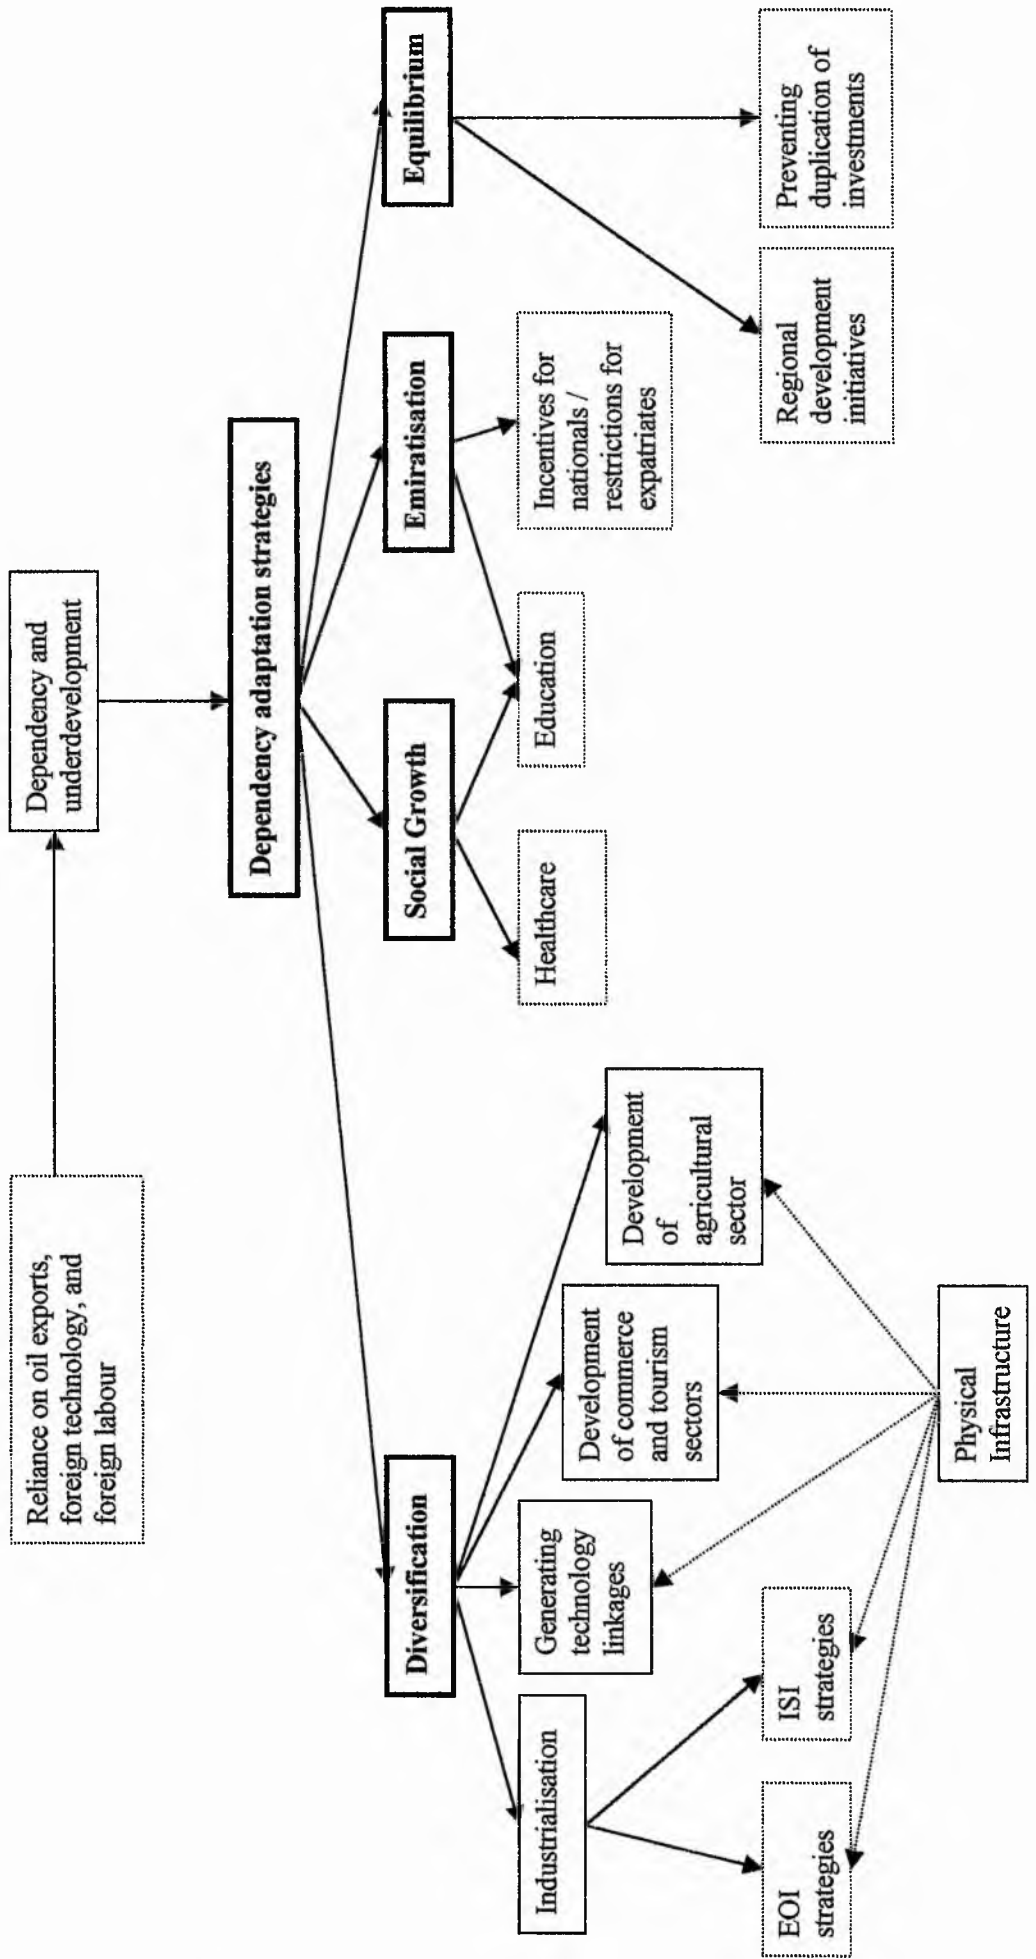 Reliance on oil exports,
foreign technology, and
foreign labour
Dependency and
underdevelopment
Dependency adaptation strategies
Diversification
Social Growth
Emiratisation
Equilibrium
Industrialisation
Generating
technology
linkages
Development
of commerce
and tourism
sectors
Development
of
agricultural
sector
Healthcare
Education
Incentives for
nationals /
restrictions for
expatriates
Regional
development
initiatives
Preventing
duplication of
investments
EOI
strategies
ISI
strategies
Physical
Infrastructure